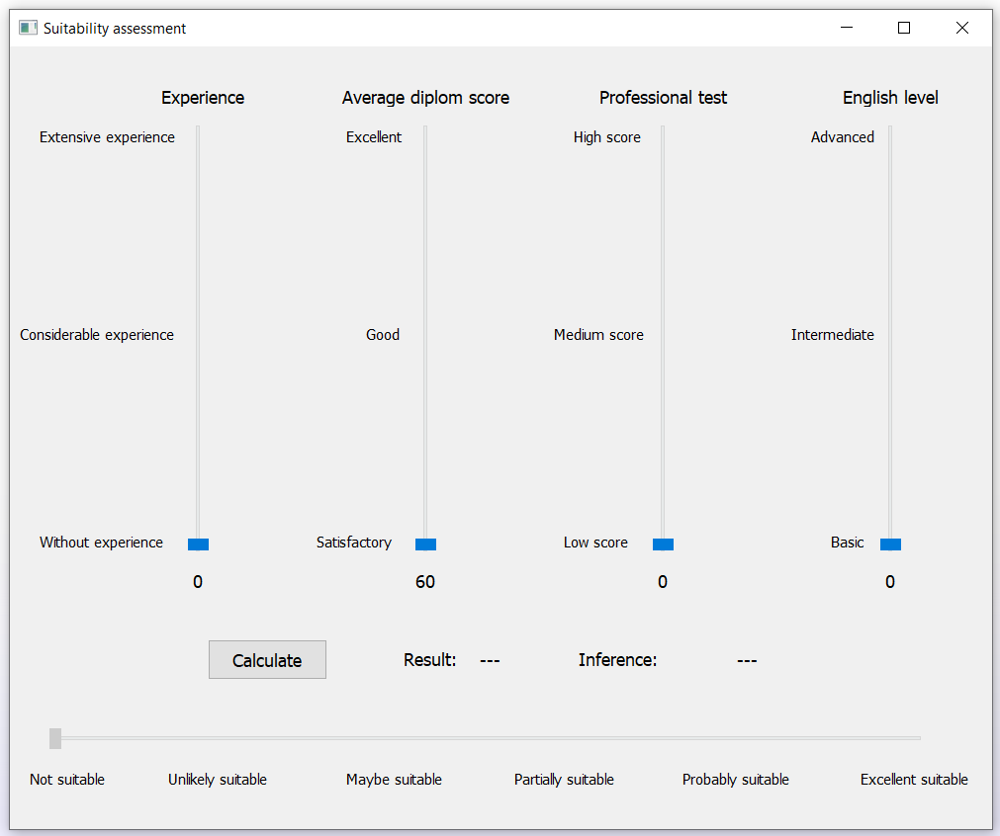 Suitability assessment
Experience Average diplom score Professional test English level
Extensive experience Excellent High score Advanced
Considerable experience Good Medium score Intermediate
Without experience Satisfactory Low score Basic
0 60 0 0
Calculate Result: --- Inference: ---
Not suitable Unlikely suitable Maybe suitable Partially suitable Probably suitable Excellent suitable